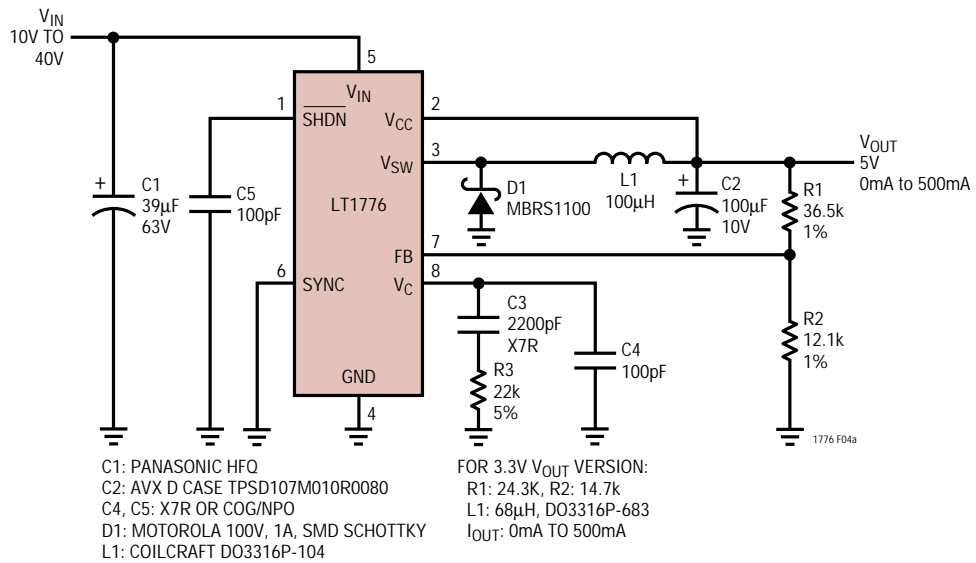 VIN
10V TO
40V
5
VIN
1
SHDN
2
VCC
3
VSW
VOUT
5V
0mA to 500mA
+
C1
39µF
63V
C5
100pF
LT1776
D1
MBRS1100
L1
100µH
+
C2
100µF
10V
R1
36.5k
1%
7
FB
6
SYNC
8
VC
C3
2200pF
X7R
R3
22k
5%
C4
100pF
R2
12.1k
1%
GND
4
1776 F04a
C1: PANASONIC HFQ
C2: AVX D CASE TPSD107M010R0080
C4, C5: X7R OR COG/NPO
D1: MOTOROLA 100V, 1A, SMD SCHOTTKY
L1: COILCRAFT DO3316P-104
FOR 3.3V VOUT VERSION:
R1: 24.3K, R2: 14.7k
L1: 68µH, DO3316P-683
IOUT: 0mA TO 500mA